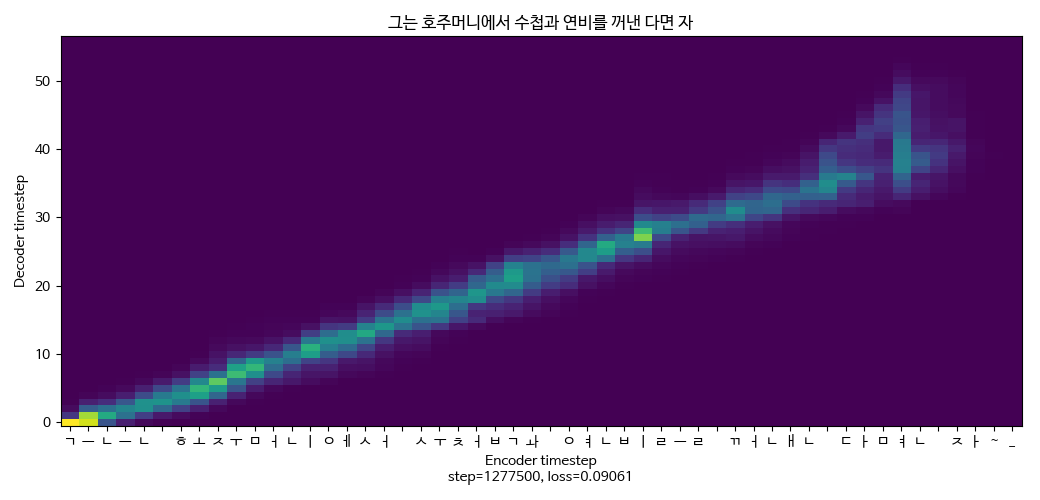 그는 호주머니에서 수첩과 연비를 꺼낸 다면 자
Decoder timestep
50
40
30
20
10
0
ㄱ ㅡ ㄴ ㅡ ㄴ ㅎ ㅗ ㅈ ㅜ ㅁ ㅓ ㄴ ㅣ ㅇ ㅔ ㅅ ㅓ ㅅ ㅜ ㅊ ㅓ ㅂ ㄱ ㅘ ㅇ ㅕ ㄴ ㅂ ㅣ ㄹ ㅡ ㄹ ㄲ ㅓ ㄴ ㅐ ㄴ ㄷ ㅏ ㅁ ㅕ ㄴ ㅈ ㅏ ~ _
Encoder timestep
step=1277500, loss=0.09061